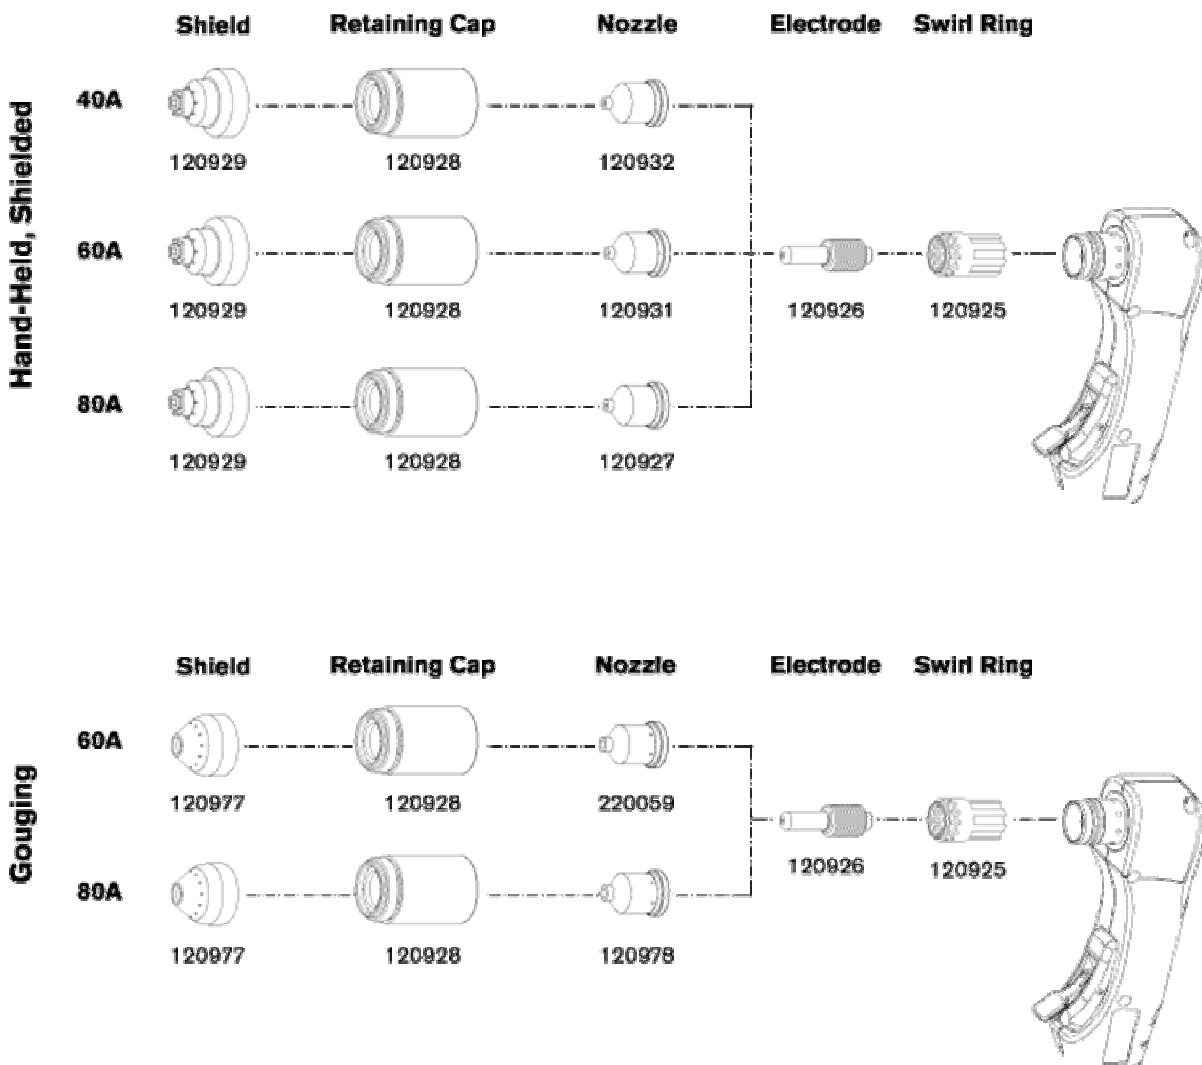 Shield Retaining Cap Nozzle Electrode Swirl Ring
Hand-Held, Shielded
40A
120929 120928 120932
60A
120929 120928 120931 120926 120925
80A
120929 120928 120927
Shield Retaining Cap Nozzle Electrode Swirl Ring
Gouging
60A
120977 120928 220059
120926 120925
80A
120977 120928 120978